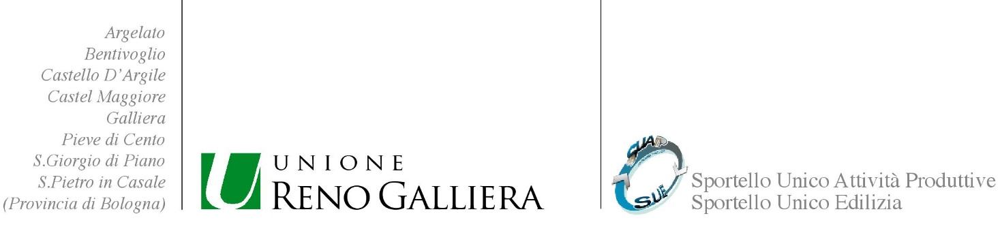 Argelato
Bentivoglio
Castello D’Argile
Castel Maggiore
Galliera
Pieve di Cento
S.Giorgio di Piano
S.Pietro in Casale
(Provincia di Bologna)
U
UNIONE
RENO GALLIERA
SUAP
SUE
Sportello Unico Attività Produttive
Sportello Unico Edilizia